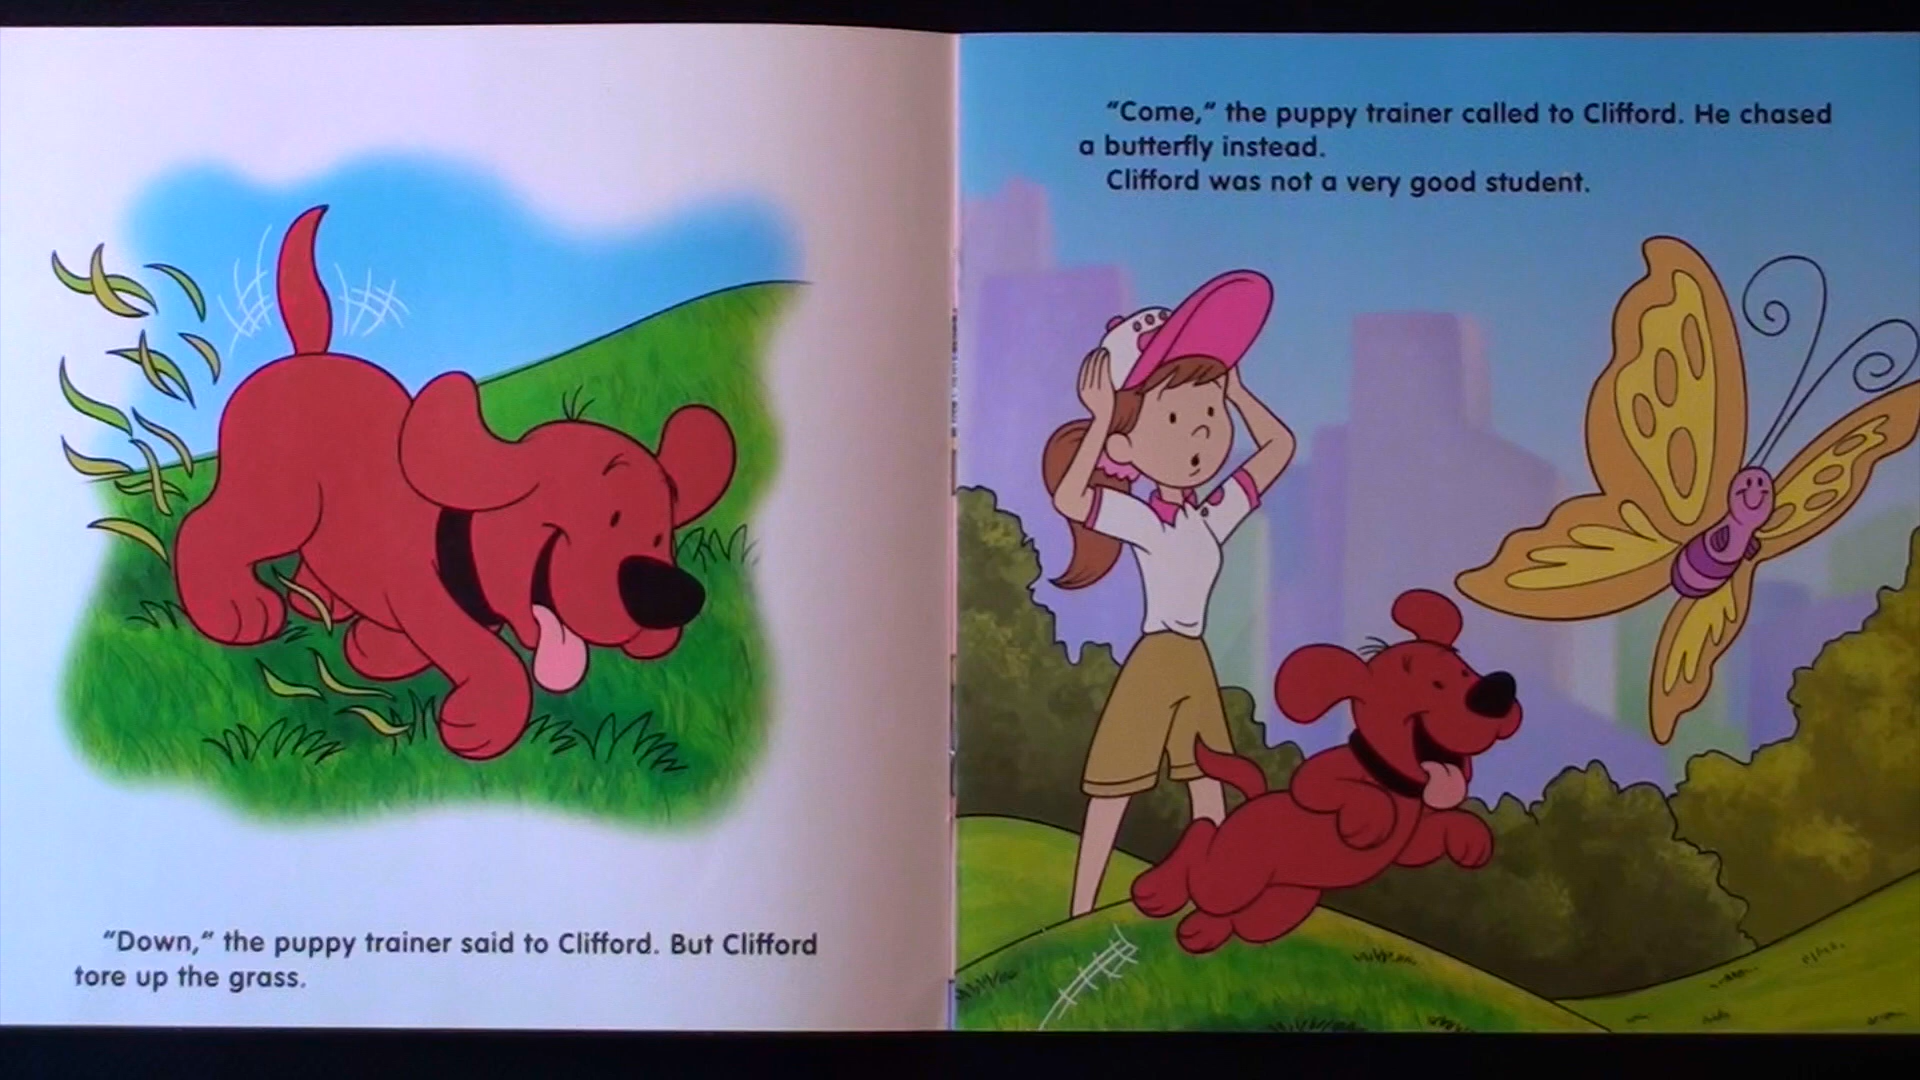 “Down,” the puppy trainer said to Clifford. But Clifford
tore up the grass.
“Come,” the puppy trainer called to Clifford. He chased
a butterfly instead.
Clifford was not a very good student.